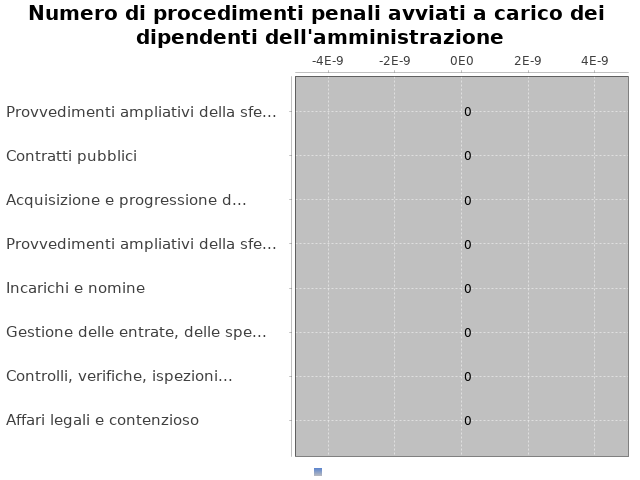 Numero di procedimenti penali avviati a carico dei
dipendenti dell'amministrazione
-4E-9 -2E-9 0E0 2E-9 4E-9
Provvedimenti ampliativi della sfe... 0
Contratti pubblici 0
Acquisizione e progressione d... 0
Provvedimenti ampliativi della sfe... 0
Incarichi e nomine 0
Gestione delle entrate, delle spe... 0
Controlli, verifiche, ispezioni... 0
Affari legali e contenzioso 0